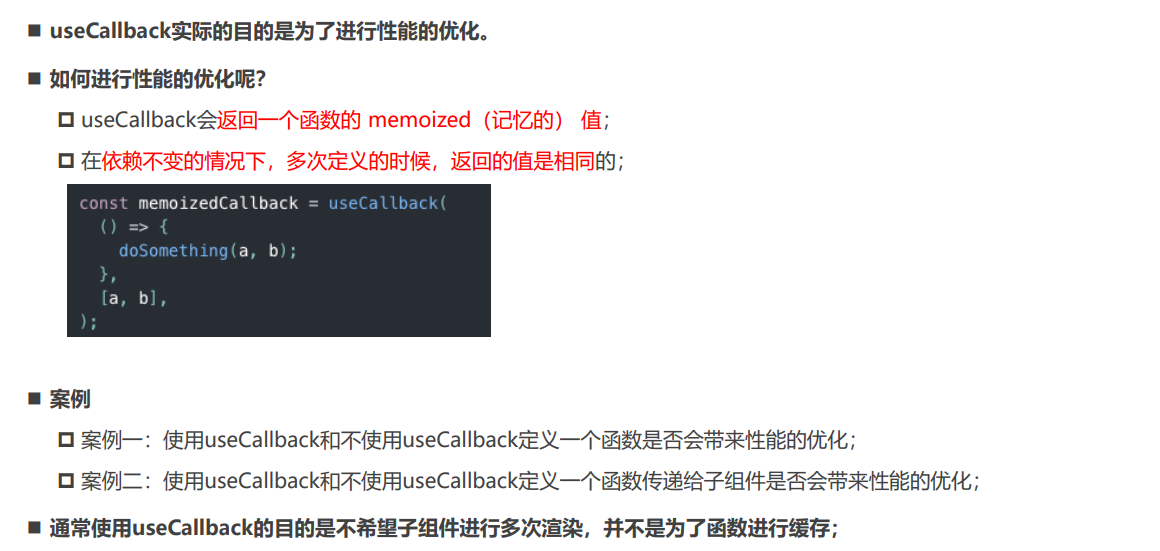 useCallback实际的目的是为了进行性能的优化。
如何进行性能的优化呢?
useCallback会返回一个函数的 memoized（记忆的） 值；
在依赖不变的情况下，多次定义的时候，返回的值是相同的；
const memoizedCallback = useCallback(
  () => {
    doSomething(a, b);
  },
  [a, b],
);
案例
案例一：使用useCallback和不使用useCallback定义一个函数是否会带来性能的优化；
案例二：使用useCallback和不使用useCallback定义一个函数传递给子组件是否会带来性能的优化；
通常使用useCallback的目的是不希望子组件进行多次渲染，并不是为了函数进行缓存；